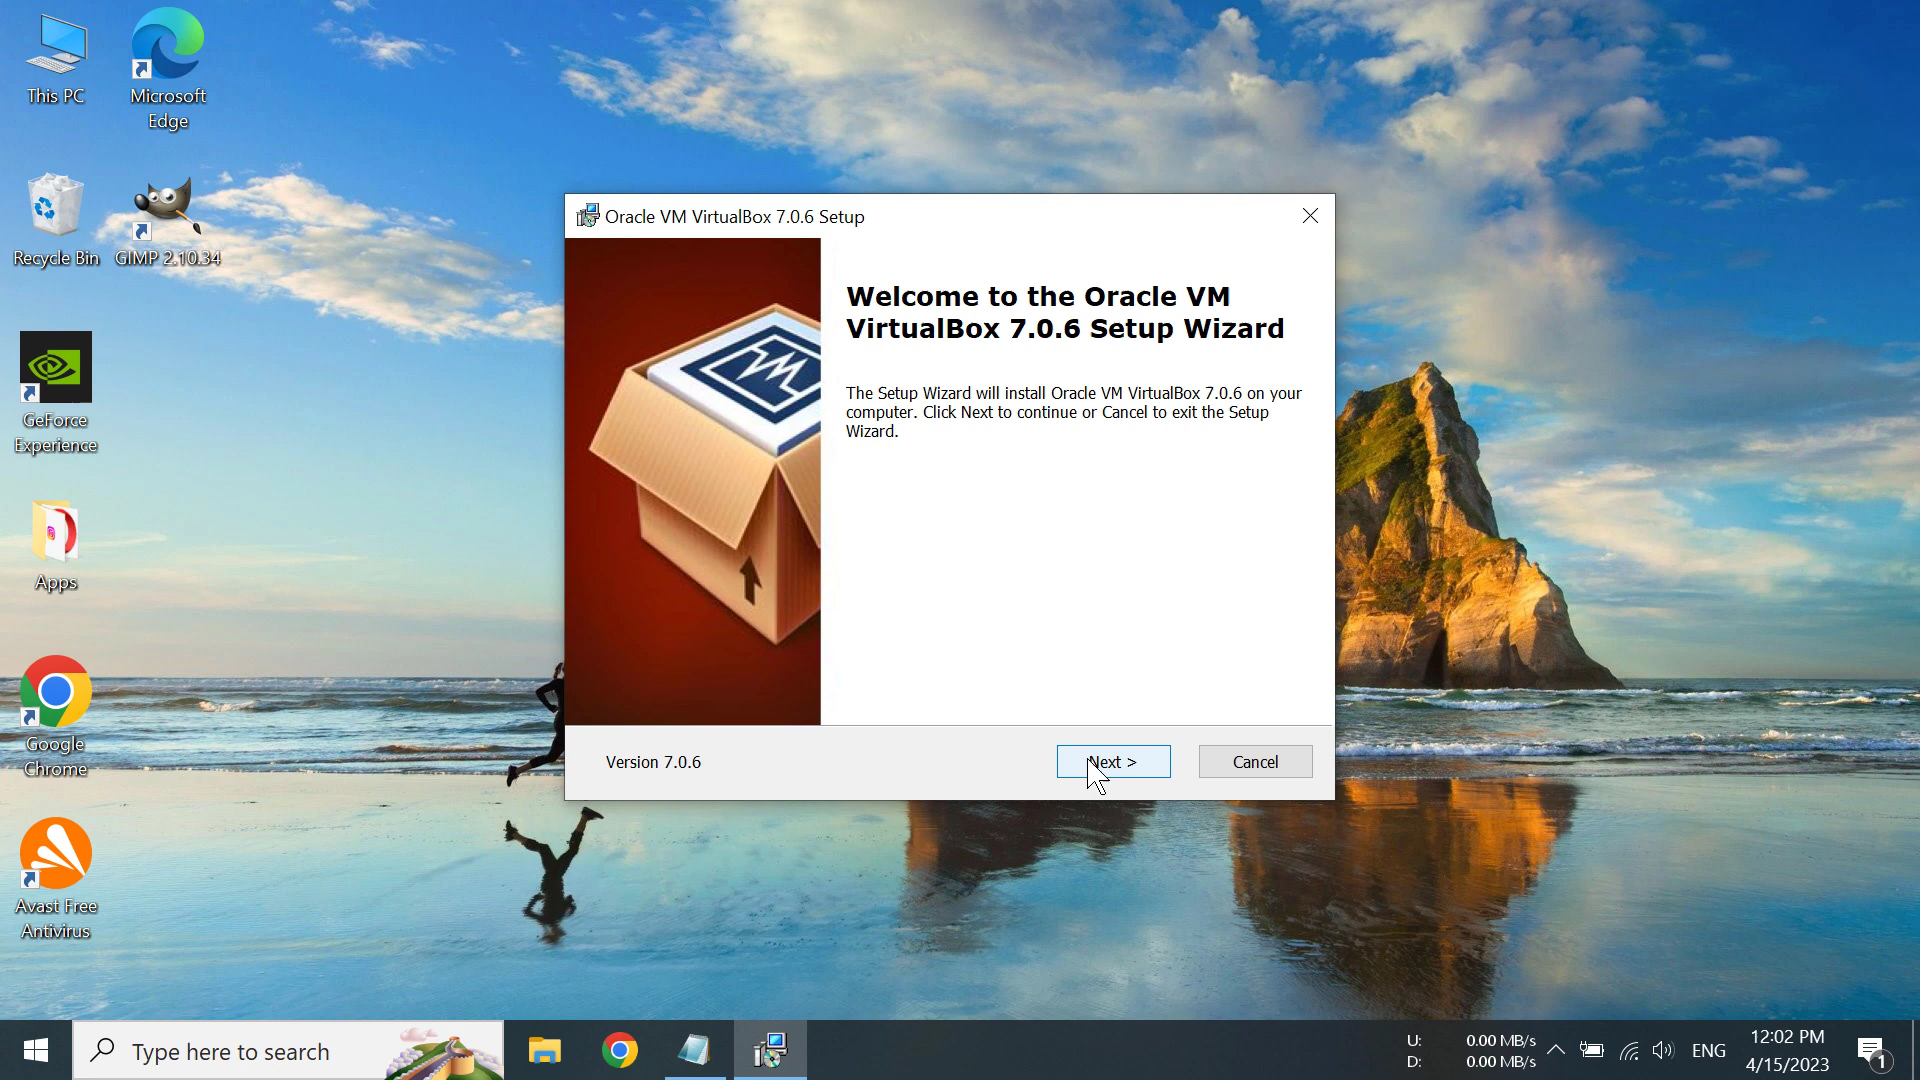 This PC
Microsoft
Edge
Recycle Bin
GIMP 2.10.34
GeForce
Experience
Apps
Google
Chrome
Avast Free
Antivirus
Oracle VM VirtualBox 7.0.6 Setup
Welcome to the Oracle VM
VirtualBox 7.0.6 Setup Wizard
The Setup Wizard will install Oracle VM VirtualBox 7.0.6 on your
computer. Click Next to continue or Cancel to exit the Setup
Wizard.
Version 7.0.6
Next >
Cancel
Type here to search
U: 0.00 MB/s
D: 0.00 MB/s
ENG
12:02 PM
4/15/2023
1